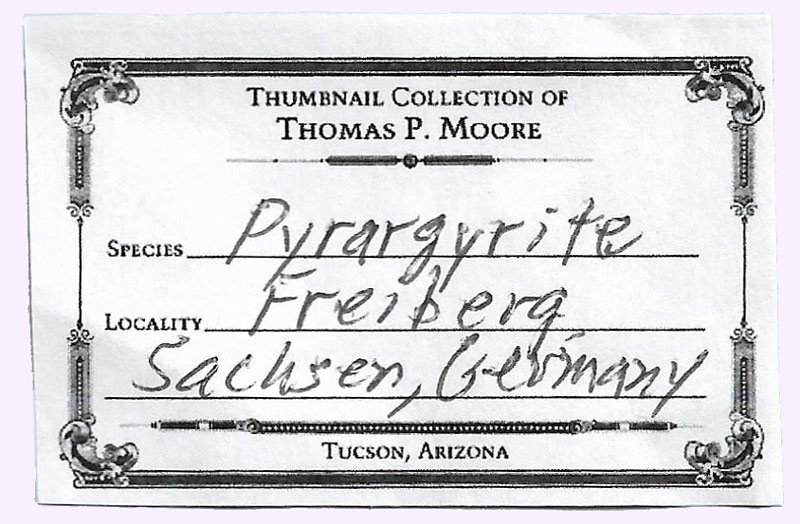 THUMBNAIL COLLECTION OF
THOMAS P. MOORE
SPECIES Pyrargyrite
LOCALITY Freiberg
Sachsen, Germany
TUCSON, ARIZONA